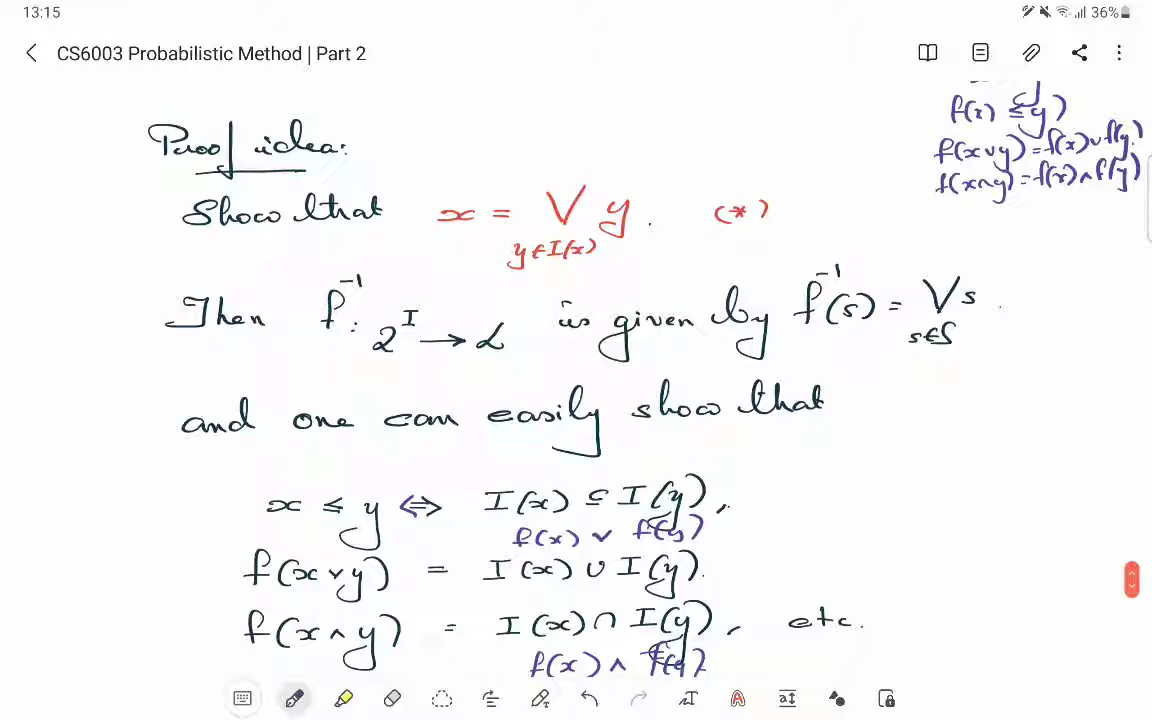 13:15
36%
CS6003 Probabilistic Method | Part 2
f(x) ≤ y)
f(x∨y) = f(x)∨f(y)
f(x∧y) = f(x)∧f(y)
Proof idea:
Show that x = ⋁ y. (*)
y∈I(x)
Then f⁻¹: 2^I → L is given by f⁻¹(S) = ⋁ s.
s∈S
and one can easily show that
x ≤ y ⇔ I(x) ⊆ I(y),
f(x) ∨ f(y)
f(x∨y) = I(x) ∪ I(y).
f(x∧y) = I(x) ∩ I(y), etc.
f(x) ∧ f(y)